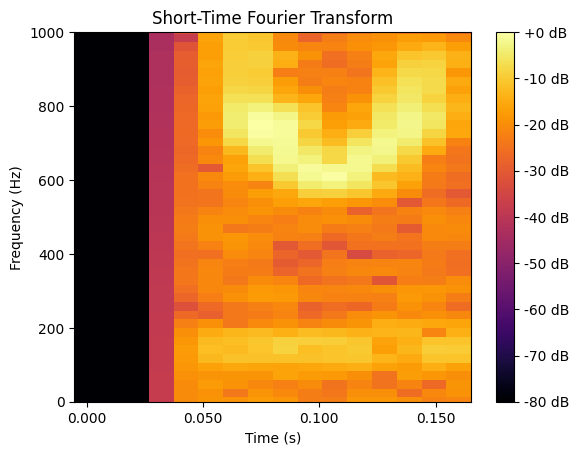 Short-Time Fourier Transform
Frequency (Hz)
1000
800
600
400
200
0
0.000
0.050
0.100
0.150
Time (s)
+0 dB
-10 dB
-20 dB
-30 dB
-40 dB
-50 dB
-60 dB
-70 dB
-80 dB